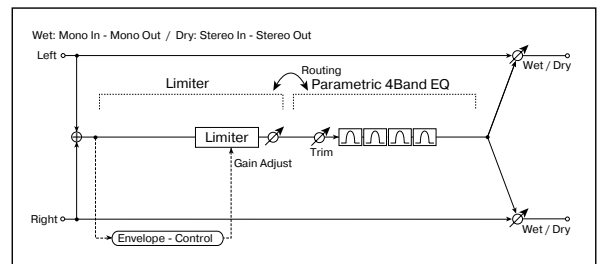 Wet: Mono In - Mono Out / Dry: Stereo In - Stereo Out
Left
Wet / Dry
Routing
Limiter
Parametric 4Band EQ
Limiter
Gain Adjust
Trim
Right
Wet / Dry
Envelope - Control